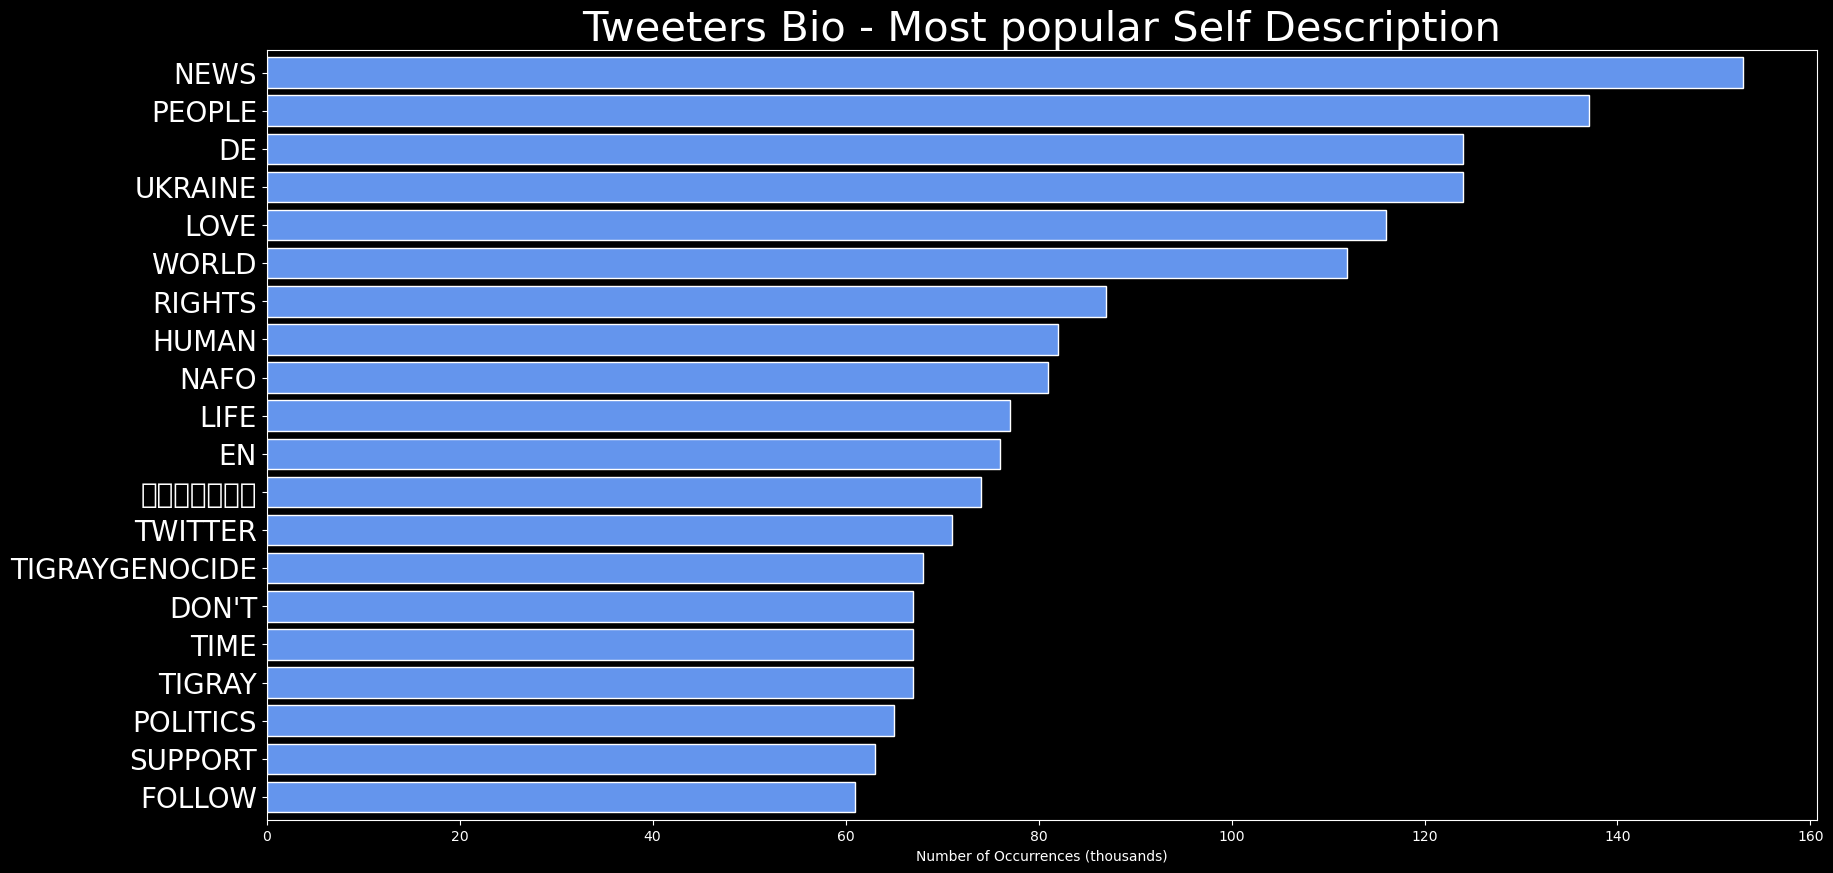 Tweeters Bio - Most popular Self Description
NEWS
PEOPLE
DE
UKRAINE
LOVE
WORLD
RIGHTS
HUMAN
NAFO
LIFE
EN
TWITTER
TIGRAYGENOCIDE
DON'T
TIME
TIGRAY
POLITICS
SUPPORT
FOLLOW
0 20 40 60 80 100 120 140 160
Number of Occurrences (thousands)